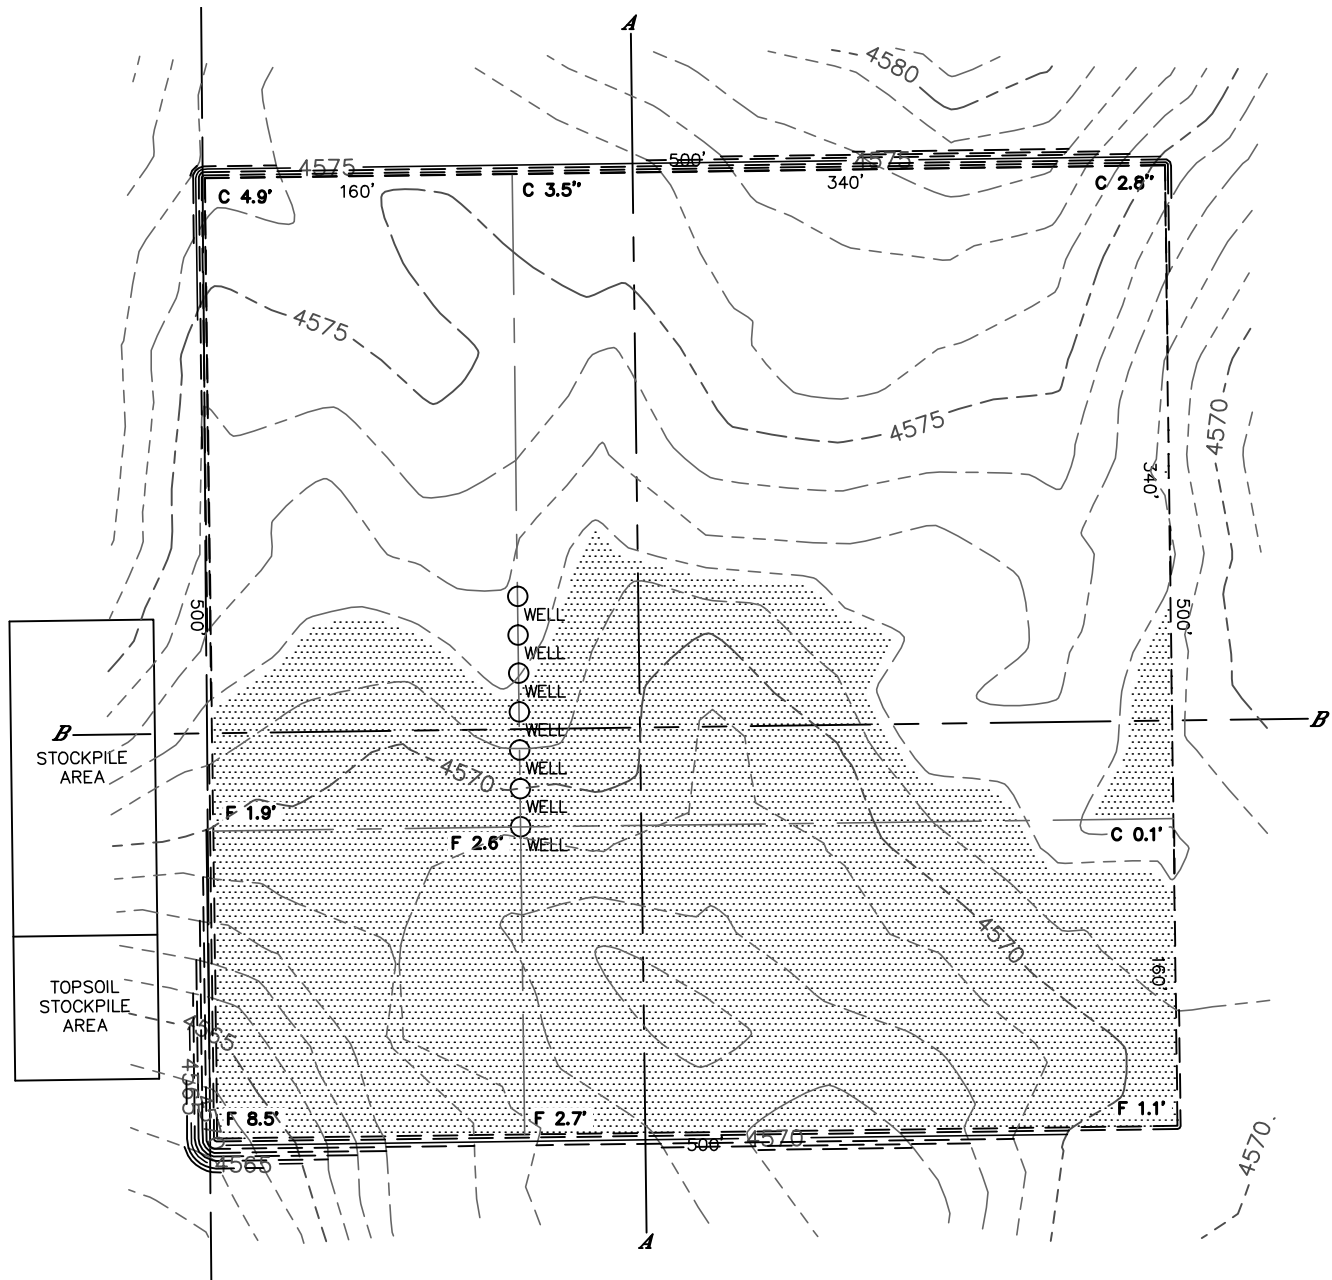 A
4580
4575
500'
4575
C 4.9'
160'
C 3.5"
340'
C 2.8"
4575
4575
4570
340'
500'
WELL
500'
WELL
WELL
B
WELL
B
STOCKPILE
AREA
4570
WELL
F 1.9'
WELL
F 2.6'
WELL
C 0.1'
4570
160'
TOPSOIL
STOCKPILE
AREA
4565
4565
F 8.5'
F 2.7'
F 1.1'
4570
500'
4570
4565
A